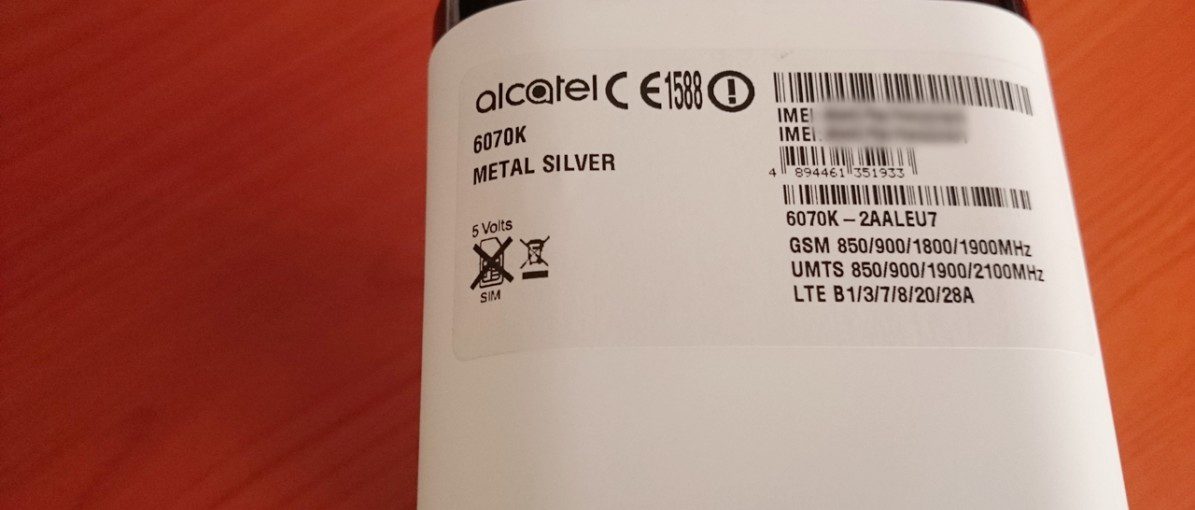 alcatel CE1588
6070K
METAL SILVER
5 Volts
SIM
IMEI
IMEI
4 894461 351933
6070K-2AALEU7
GSM 850/900/1800/1900MHz
UMTS 850/900/1900/2100MHz
LTE B1/3/7/8/20/28A